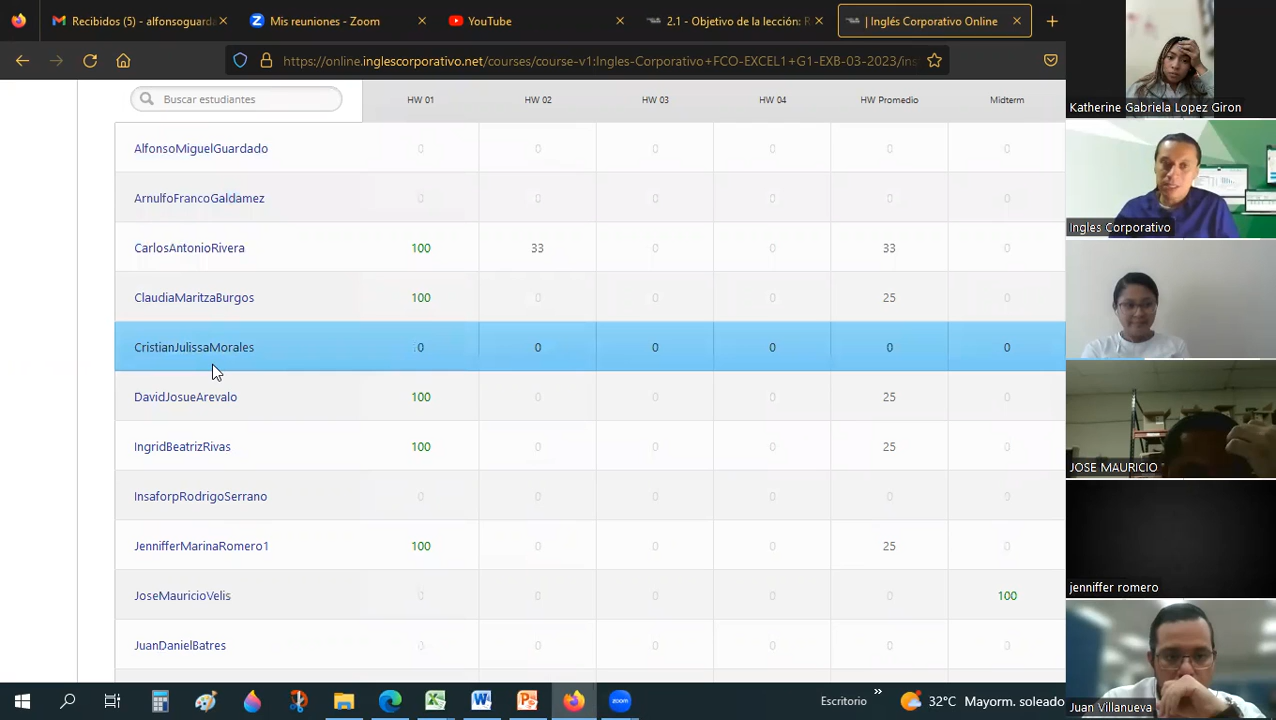 Recibidos (5) - alfonsoguarda
Mis reuniones - Zoom
YouTube
2.1 - Objetivo de la lección: R
| Inglés Corporativo Online
https://online.inglescorporativo.net/courses/course-v1:Ingles-Corporativo+FCO-EXCEL1+G1-EXB-03-2023/ins
Buscar estudiantes
HW 01 HW 02 HW 03 HW 04 HW Promedio Midterm
AlfonsoMiguelGuardado 0 0 0 0 0 0
ArnulfoFrancoGaldamez 0 0 0 0 0 0
CarlosAntonioRivera 100 33 0 0 33 0
ClaudiaMaritzaBurgos 100 0 0 0 25 0
CristianJulissaMorales 0 0 0 0 0 0
DavidJosueArevalo 100 0 0 0 25 0
IngridBeatrizRivas 100 0 0 0 25 0
InsaforpRodrigoSerrano 0 0 0 0 0 0
JennifferMarinaRomero1 100 0 0 0 25 0
JoseMauricioVelis 0 0 0 0 0 100
JuanDanielBatres 0 0 0 0 0 0
Escritorio
32°C Mayorm. soleado
zoom
Katherine Gabriela Lopez Giron
Ingles Corporativo
JOSE MAURICIO
jenniffer romero
Juan Villanueva